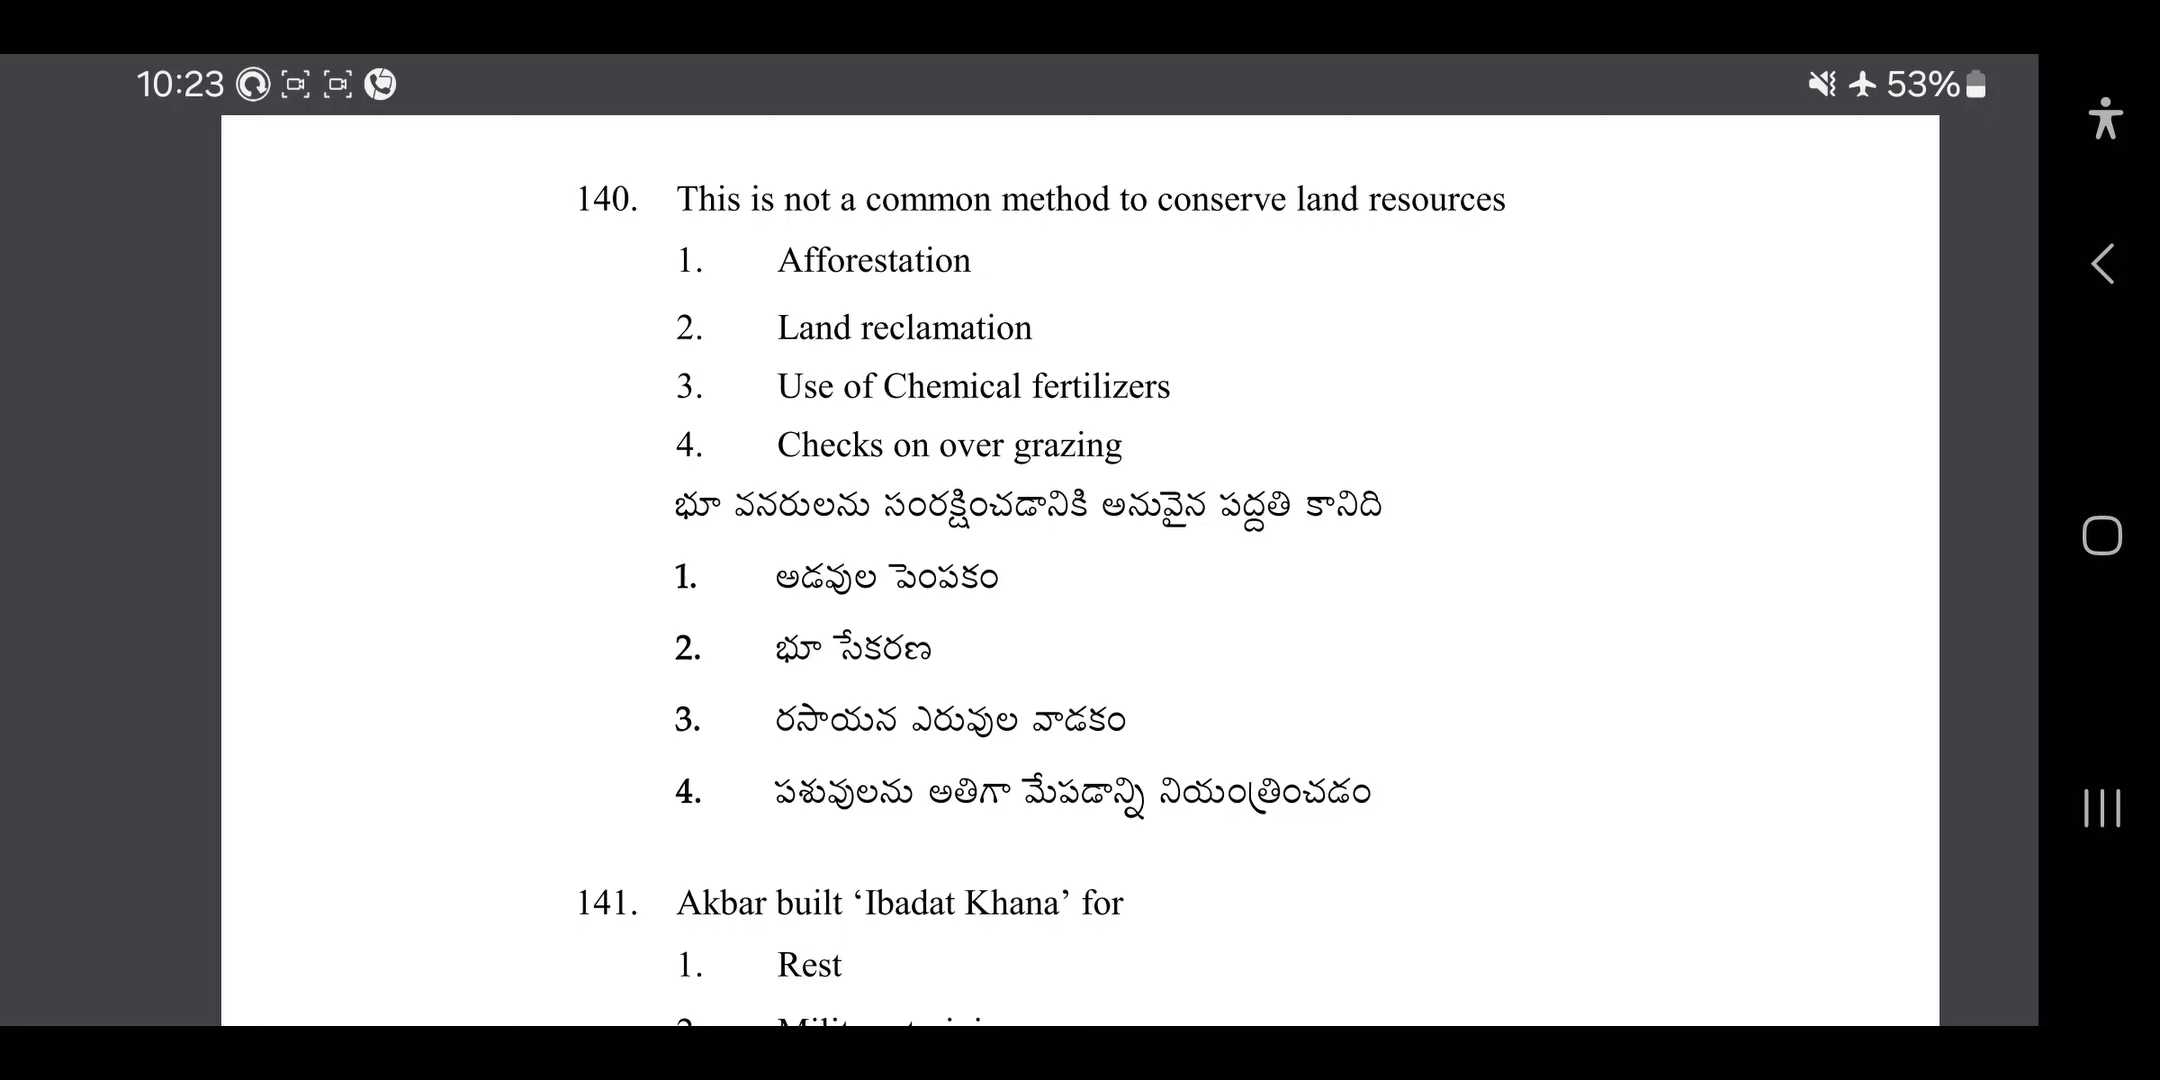 10:23 53%
140. This is not a common method to conserve land resources
1. Afforestation
2. Land reclamation
3. Use of Chemical fertilizers
4. Checks on over grazing
భూ వనరులను సంరక్షించడానికి అనువైన పద్దతి కానిది
1. అడవుల పెంపకం
2. భూ సేకరణ
3. రసాయన ఎరువుల వాడకం
4. పశువులను అతిగా మేపడాన్ని నియంత్రించడం
141. Akbar built ‘Ibadat Khana’ for
1. Rest